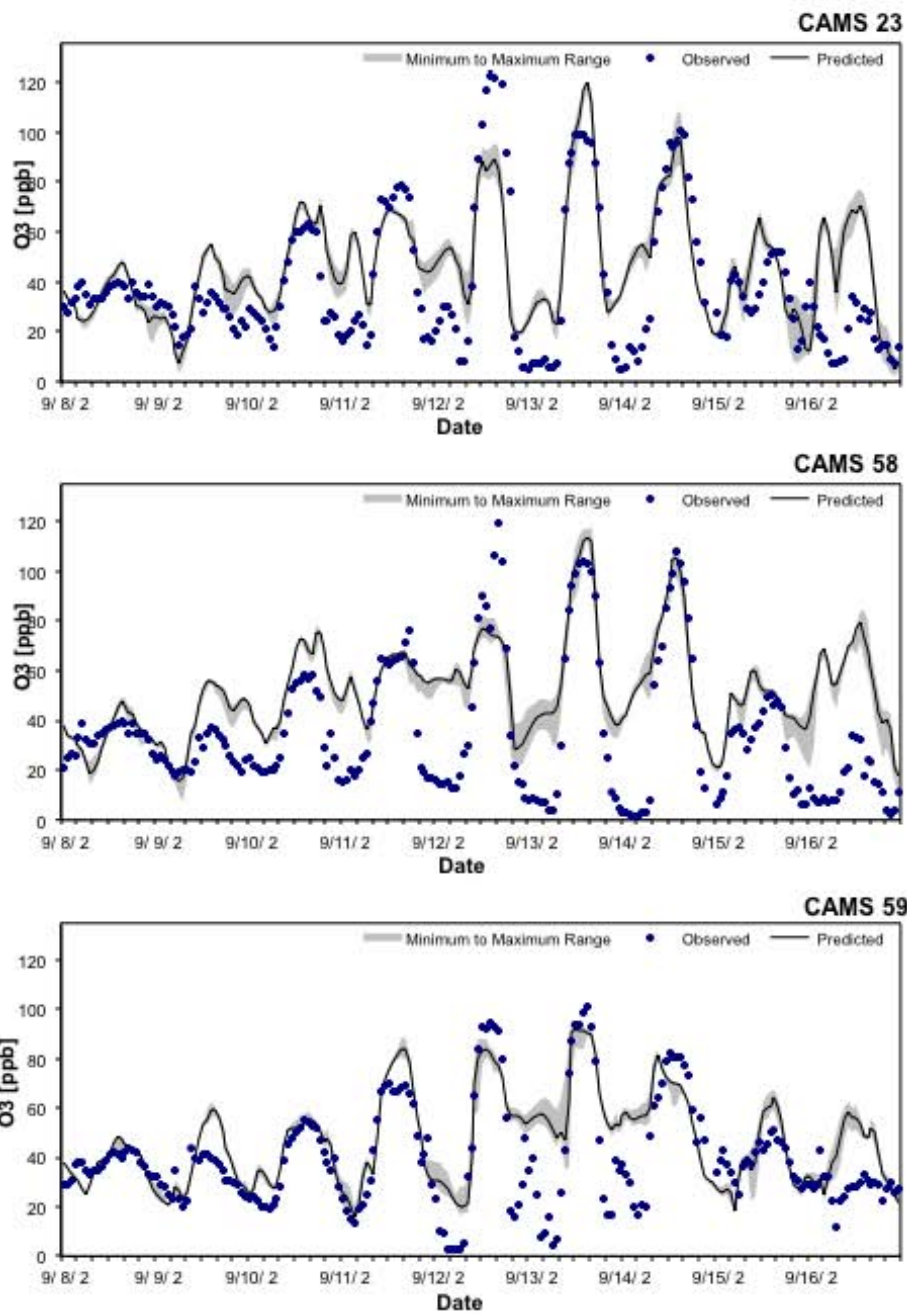 CAMS 23
Minimum to Maximum Range Observed Predicted
O3 [ppb]
120
100
80
60
40
20
0
9/ 8/ 2 9/ 9/ 2 9/10/ 2 9/11/ 2 9/12/ 2 9/13/ 2 9/14/ 2 9/15/ 2 9/16/ 2
Date
CAMS 58
Minimum to Maximum Range Observed Predicted
O3 [ppb]
120
100
80
60
40
20
0
9/ 8/ 2 9/ 9/ 2 9/10/ 2 9/11/ 2 9/12/ 2 9/13/ 2 9/14/ 2 9/15/ 2 9/16/ 2
Date
CAMS 59
Minimum to Maximum Range Observed Predicted
O3 [ppb]
120
100
80
60
40
20
0
9/ 8/ 2 9/ 9/ 2 9/10/ 2 9/11/ 2 9/12/ 2 9/13/ 2 9/14/ 2 9/15/ 2 9/16/ 2
Date